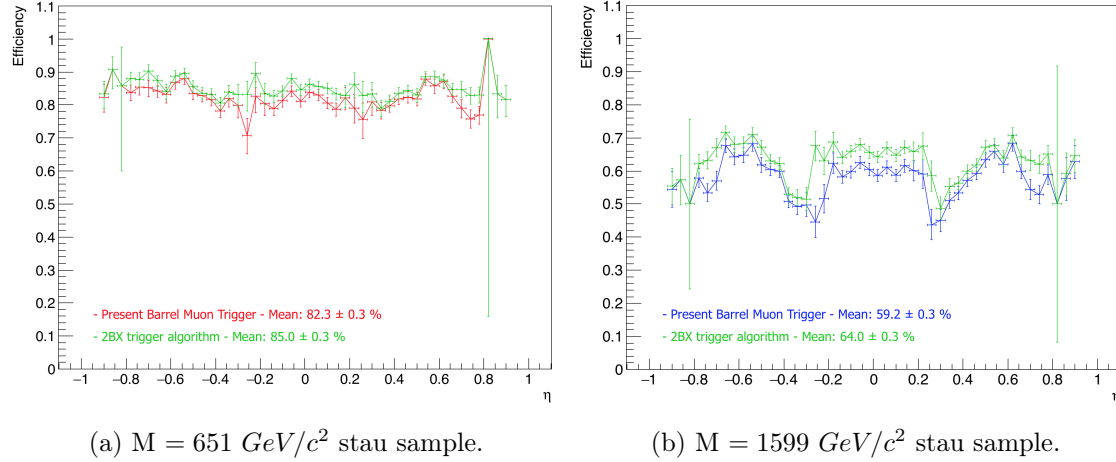 Efficiency
1.1
1
0.9
0.8
0.7
0.6
0.5
0.4
0.3
0.2
0.1
0
- Present Barrel Muon Trigger - Mean: 82.3 ± 0.3 %
- 2BX trigger algorithm - Mean: 85.0 ± 0.3 %
−1 −0.8 −0.6 −0.4 −0.2 0 0.2 0.4 0.6 0.8 1
η
(a) M = 651 GeV/c² stau sample.
Efficiency
1.1
1
0.9
0.8
0.7
0.6
0.5
0.4
0.3
0.2
0.1
0
- Present Barrel Muon Trigger - Mean: 59.2 ± 0.3 %
- 2BX trigger algorithm - Mean: 64.0 ± 0.3 %
−1 −0.8 −0.6 −0.4 −0.2 0 0.2 0.4 0.6 0.8 1
(b) M = 1599 GeV/c² stau sample.